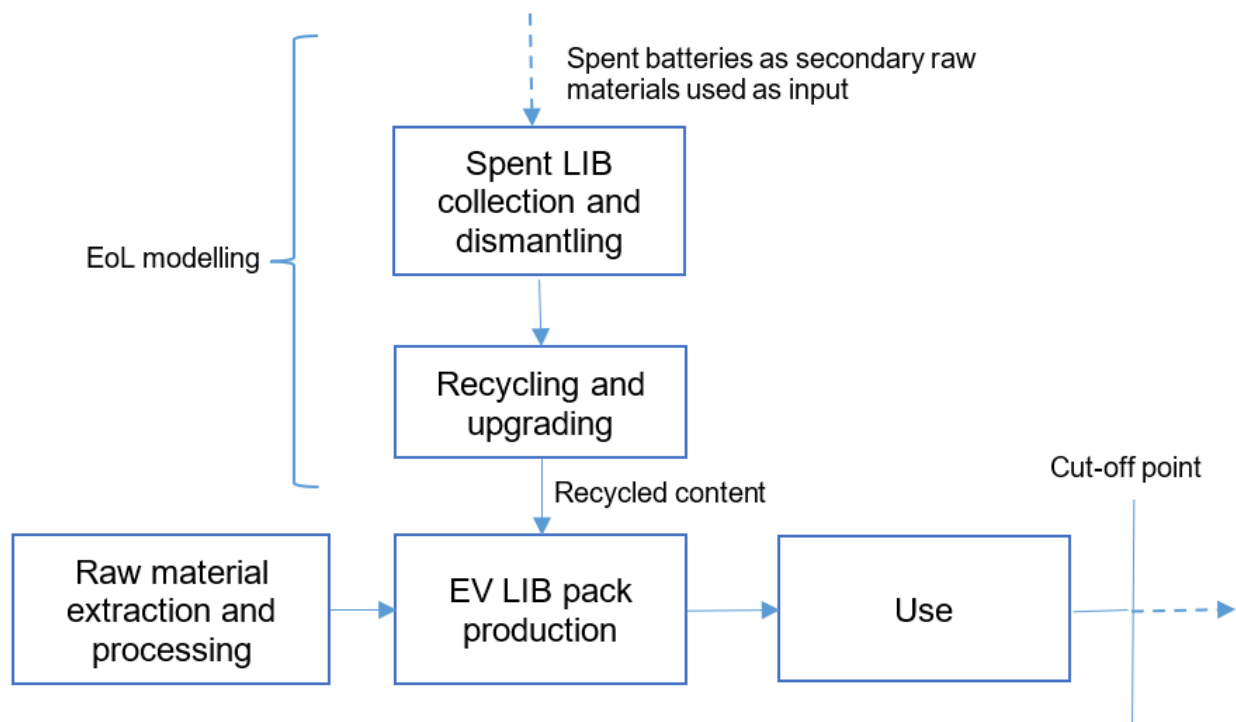 Spent batteries as secondary raw
materials used as input
Spent LIB
collection and
dismantling
EoL modelling
Recycling and
upgrading
Recycled content
Cut-off point
Raw material
extraction and
processing
EV LIB pack
production
Use